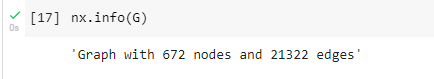 [17] nx.info(G)
0s
'Graph with 672 nodes and 21322 edges'